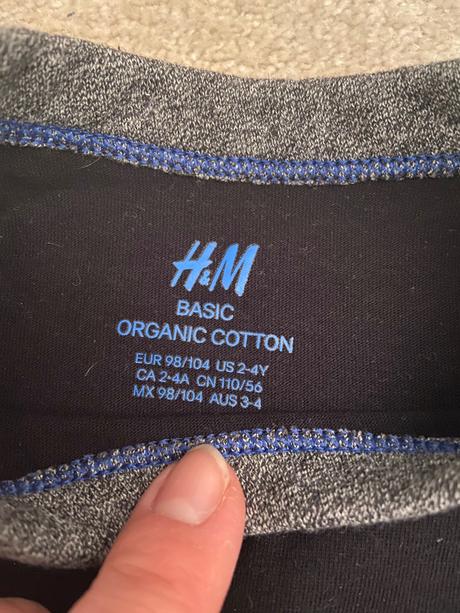 H&M
BASIC
ORGANIC COTTON
EUR 98/104 US 2-4Y
CA 2-4A CN 110/56
MX 98/104 AUS 3-4